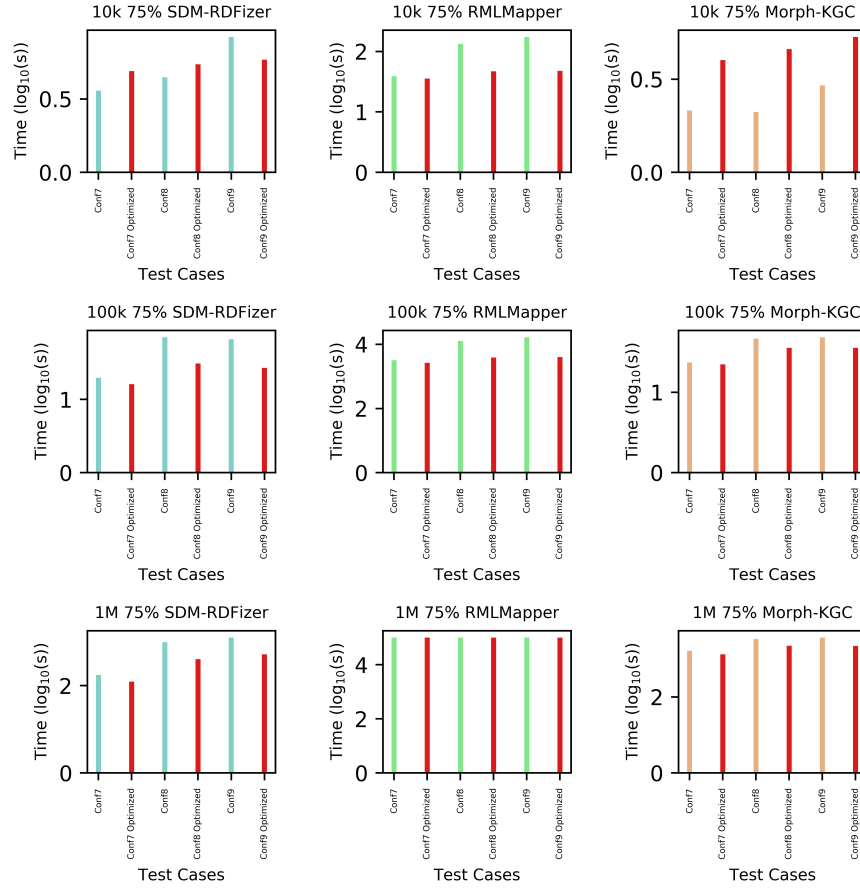 10k 75% SDM-RDFizer
Time (log10(s))
0.5
0.0
Conf7
Conf7 Optimized
Conf8
Conf8 Optimized
Conf9
Conf9 Optimized
Test Cases
10k 75% RMLMapper
Time (log10(s))
2
1
0
Conf7
Conf7 Optimized
Conf8
Conf8 Optimized
Conf9
Conf9 Optimized
Test Cases
10k 75% Morph-KGC
Time (log10(s))
0.5
0.0
Conf7
Conf7 Optimized
Conf8
Conf8 Optimized
Conf9
Conf9 Optimized
Test Cases
100k 75% SDM-RDFizer
Time (log10(s))
1
0
Conf7
Conf7 Optimized
Conf8
Conf8 Optimized
Conf9
Conf9 Optimized
Test Cases
100k 75% RMLMapper
Time (log10(s))
4
2
0
Conf7
Conf7 Optimized
Conf8
Conf8 Optimized
Conf9
Conf9 Optimized
Test Cases
100k 75% Morph-KGC
Time (log10(s))
1
0
Conf7
Conf7 Optimized
Conf8
Conf8 Optimized
Conf9
Conf9 Optimized
Test Cases
1M 75% SDM-RDFizer
Time (log10(s))
2
0
Conf7
Conf7 Optimized
Conf8
Conf8 Optimized
Conf9
Conf9 Optimized
Test Cases
1M 75% RMLMapper
Time (log10(s))
4
2
0
Conf7
Conf7 Optimized
Conf8
Conf8 Optimized
Conf9
Conf9 Optimized
Test Cases
1M 75% Morph-KGC
Time (log10(s))
2
0
Conf7
Conf7 Optimized
Conf8
Conf8 Optimized
Conf9
Conf9 Optimized
Test Cases